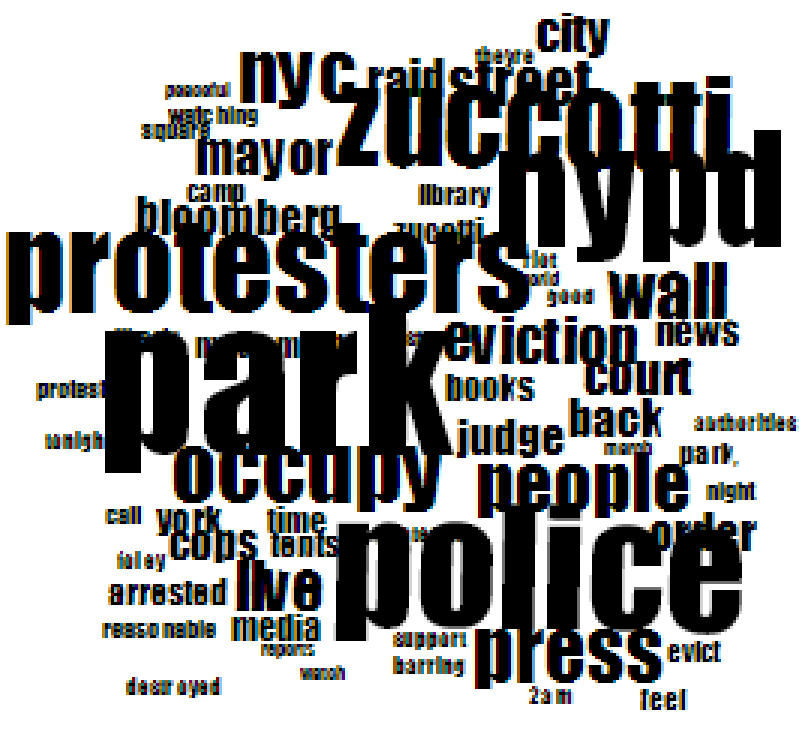 city
theyre
nyc raid street
peaceful
zuccotti
watching
square
nypd
mayor
camp
library
bloomberg
zucotti
protesters
riot
good
wall
park
eviction news
court
protest
books
back
authorities
judge
park,
occupy
people
night
call york time
order
cops tents
police
foley
live
arrested
reasonable media
support
press
reports
evict
barring
watch
destroyed
2am
feel